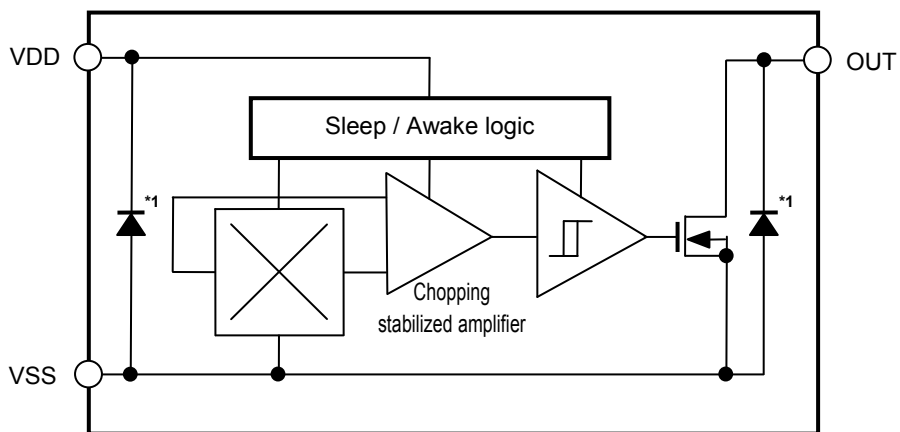 VDD
OUT
Sleep / Awake logic
*1
*1
Chopping
stabilized amplifier
VSS